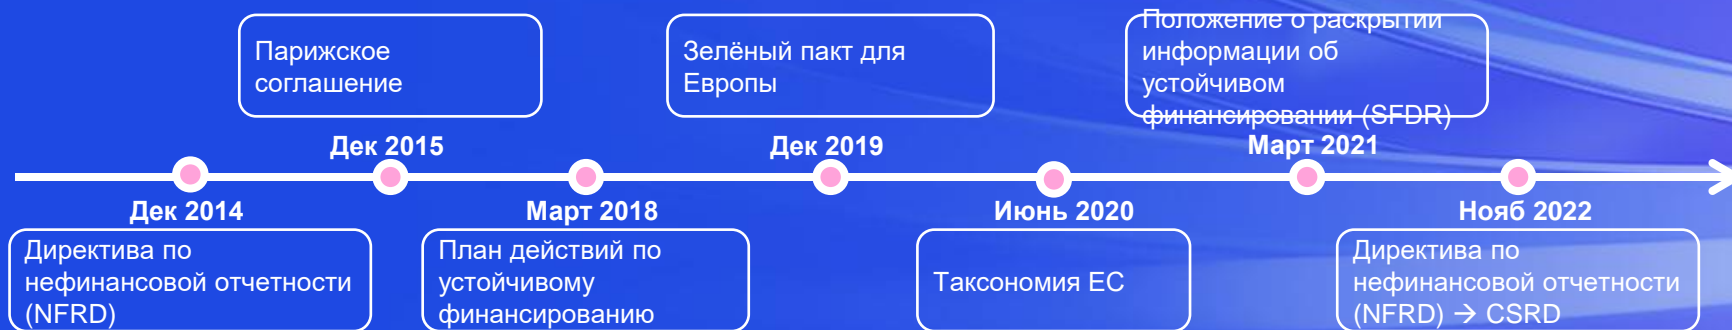 Парижское
соглашение
Зелёный пакт для
Европы
Положение о раскрытии
информации об
устойчивом
финансировании (SFDR)
Дек 2015
Дек 2019
Март 2021
Дек 2014
Март 2018
Июнь 2020
Нояб 2022
Директива по
нефинансовой отчетности
(NFRD)
План действий по
устойчивому
финансированию
Таксономия ЕС
Директива по
нефинансовой отчетности
(NFRD) → CSRD